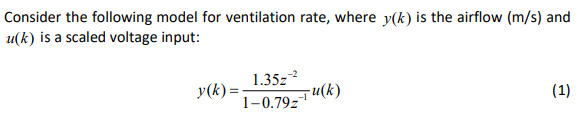 Consider the following model for ventilation rate, where y(k) is the airflow (m/s) and
u(k) is a scaled voltage input:
y(k) = \frac{1.35z^{-2}}{1-0.79z^{-1}} u(k) (1)